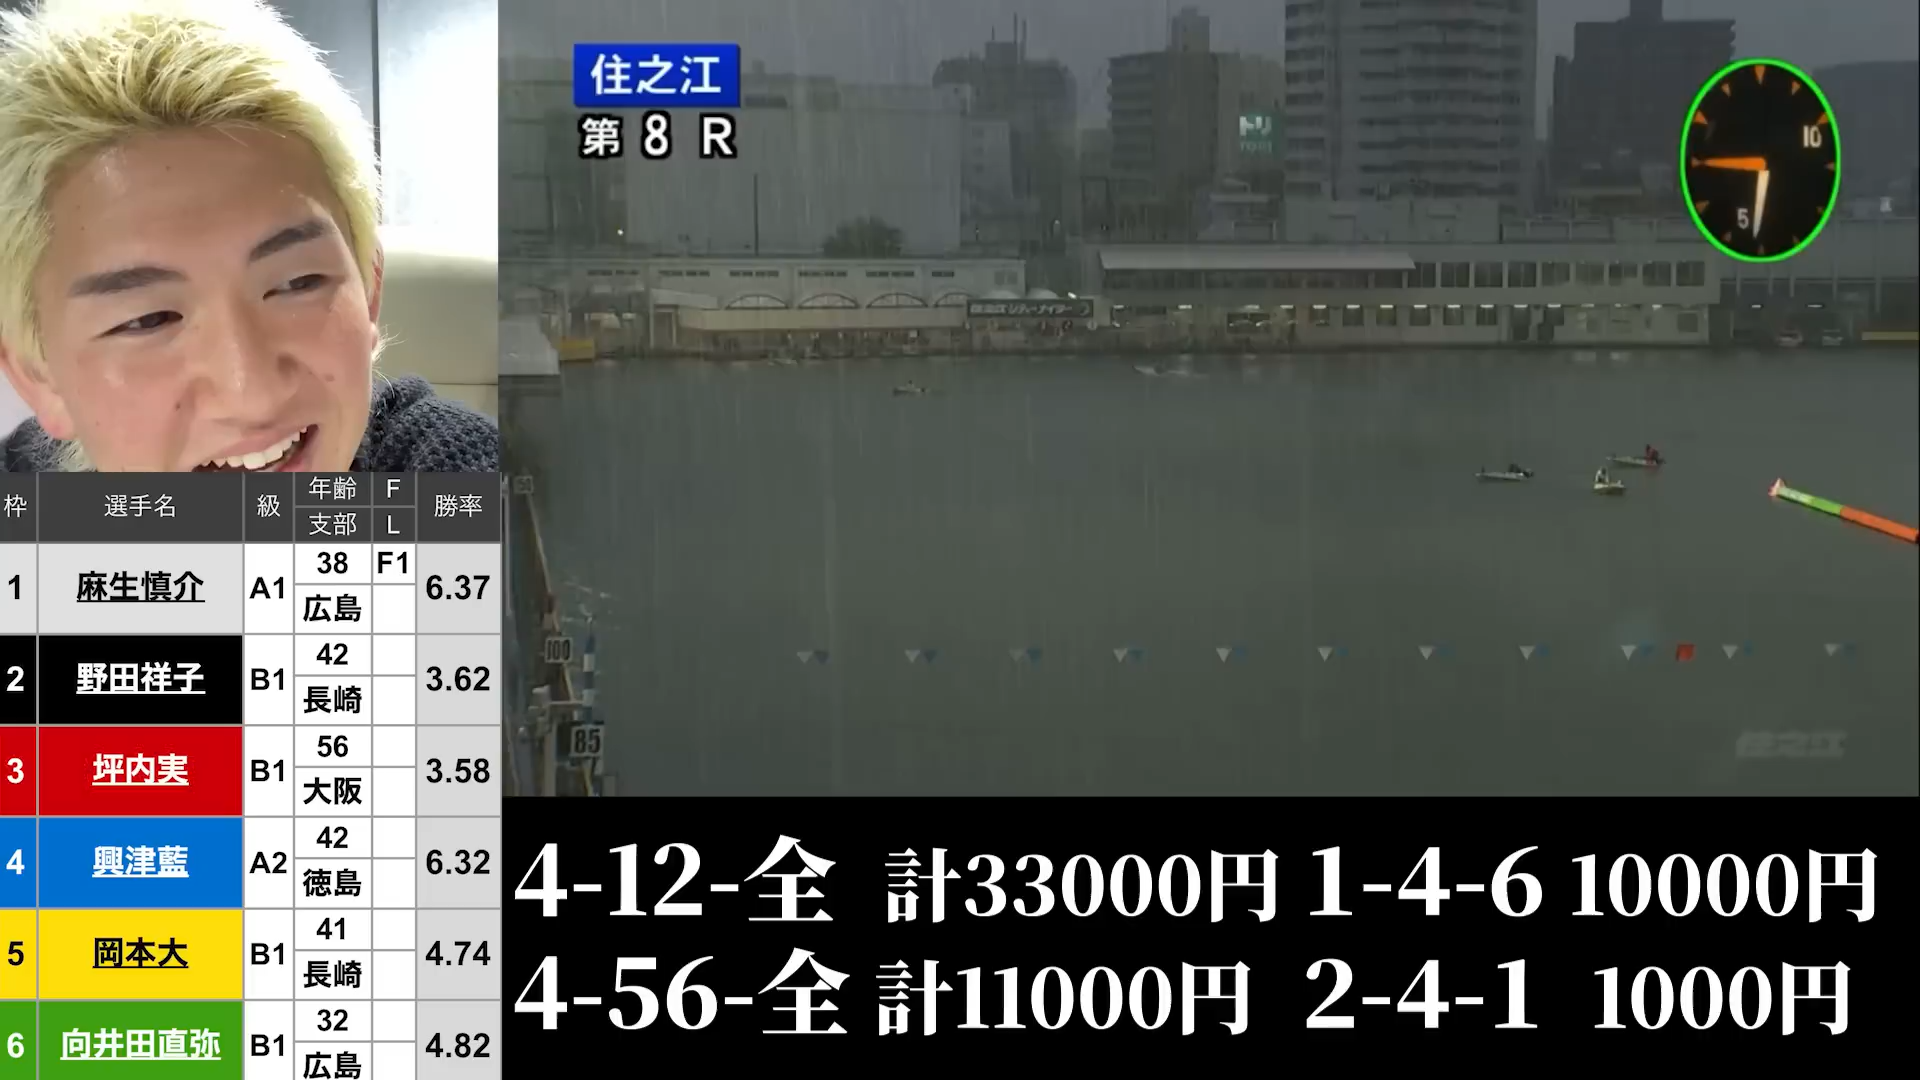 住之江
第 8 R
10
5
トリ
100
85
住之江
枠 選手名 級 年齢 支部 F L 勝率
1 麻生慎介 A1 38 広島 F1 6.37
2 野田祥子 B1 42 長崎 3.62
3 坪内実 B1 56 大阪 3.58
4 興津藍 A2 42 徳島 6.32
5 岡本大 B1 41 長崎 4.74
6 向井田直弥 B1 32 広島 4.82
4-12-全 計33000円 1-4-6 10000円
4-56-全 計11000円 2-4-1 1000円